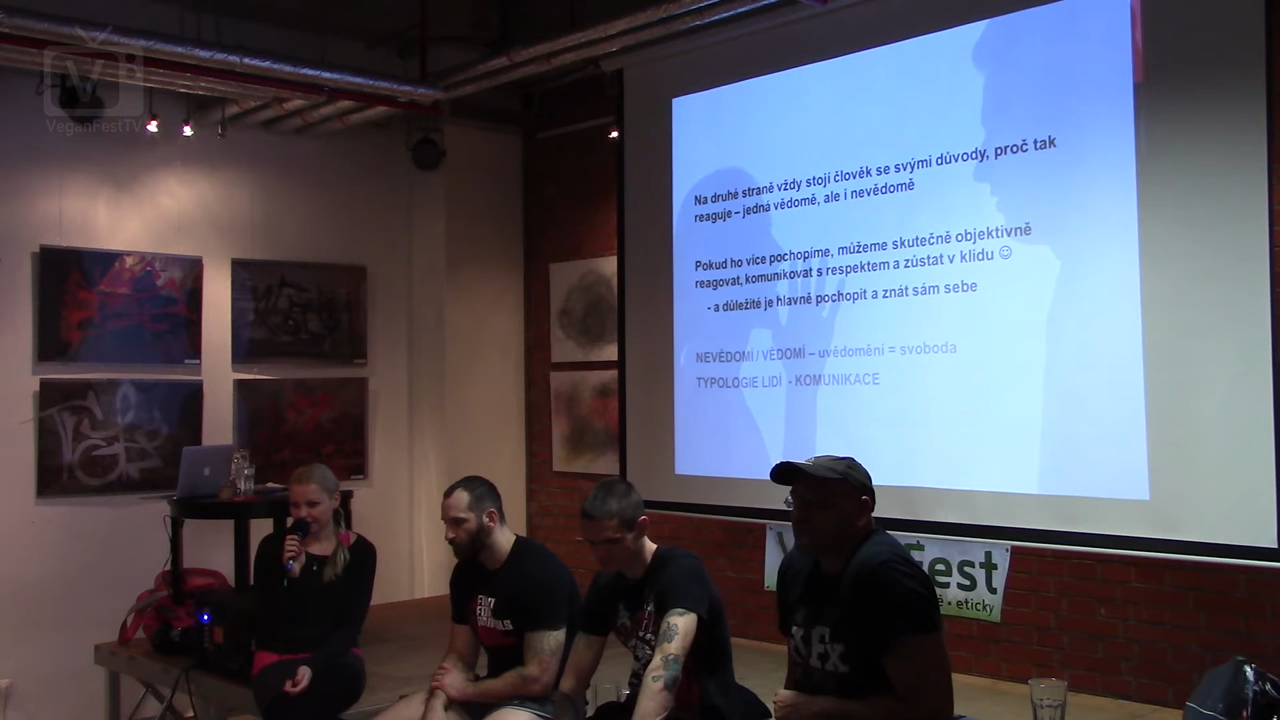 VeganFestTV
Na druhé straně vždy stojí člověk se svými důvody, proč tak
reaguje – jedná vědomě, ale i nevědomě
Pokud ho více pochopíme, můžeme skutečně objektivně
reagovat, komunikovat s respektem a zůstat v klidu ☺
- a důležité je hlavně pochopit a znát sám sebe
NEVĚDOMÍ / VĚDOMÍ – uvědomění = svoboda
TYPOLOGIE LIDÍ - KOMUNIKACE
est
• eticky